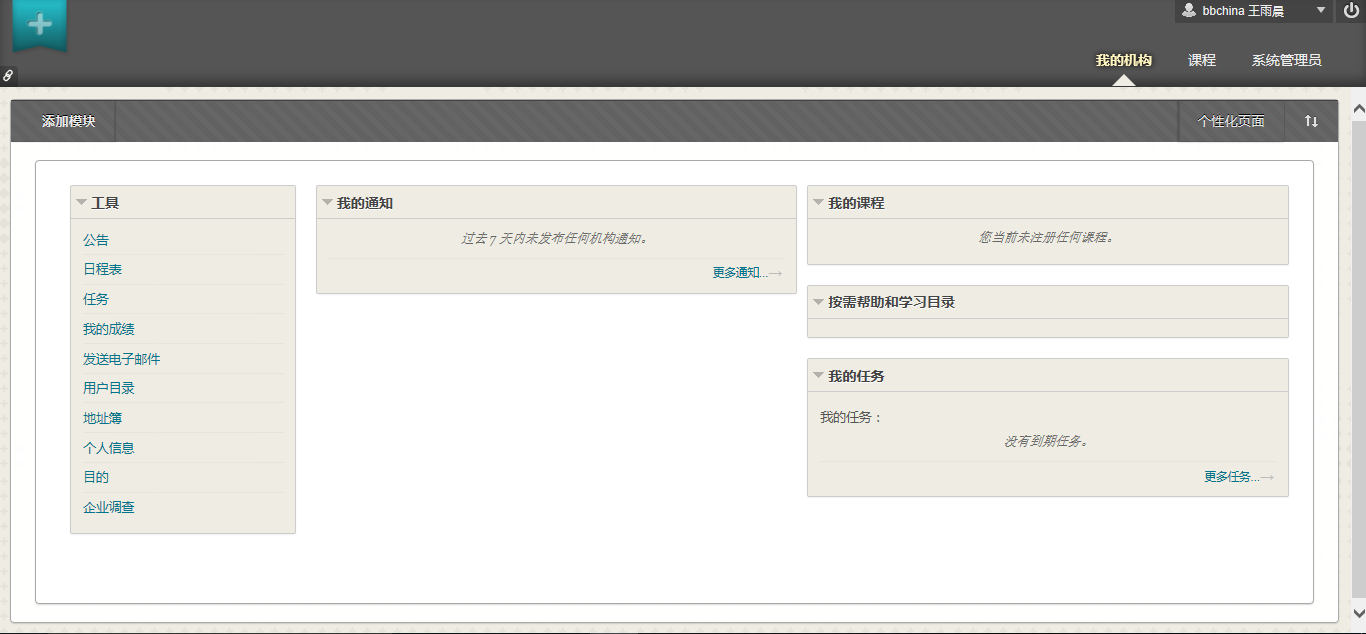 bbchina 王雨晨
我的机构 课程 系统管理员
添加模块 个性化页面
工具
公告
日程表
任务
我的成绩
发送电子邮件
用户目录
地址簿
个人信息
目的
企业调查
我的通知
过去 7 天内未发布任何机构通知。
更多通知...→
我的课程
您当前未注册任何课程。
按需帮助和学习目录
我的任务
我的任务：
没有到期任务。
更多任务...→